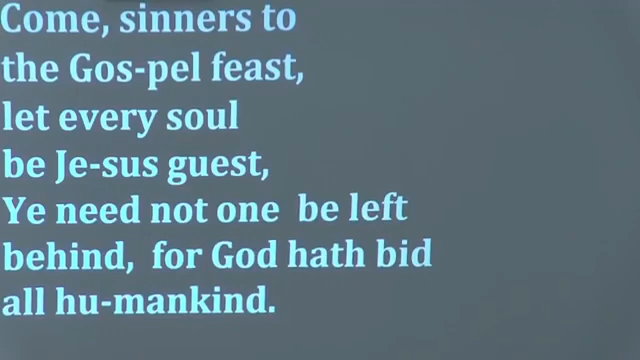 Come, sinners to
the Gos-pel feast,
let every soul
be Je-sus guest,
Ye need not one be left
behind, for God hath bid
all hu-mankind.